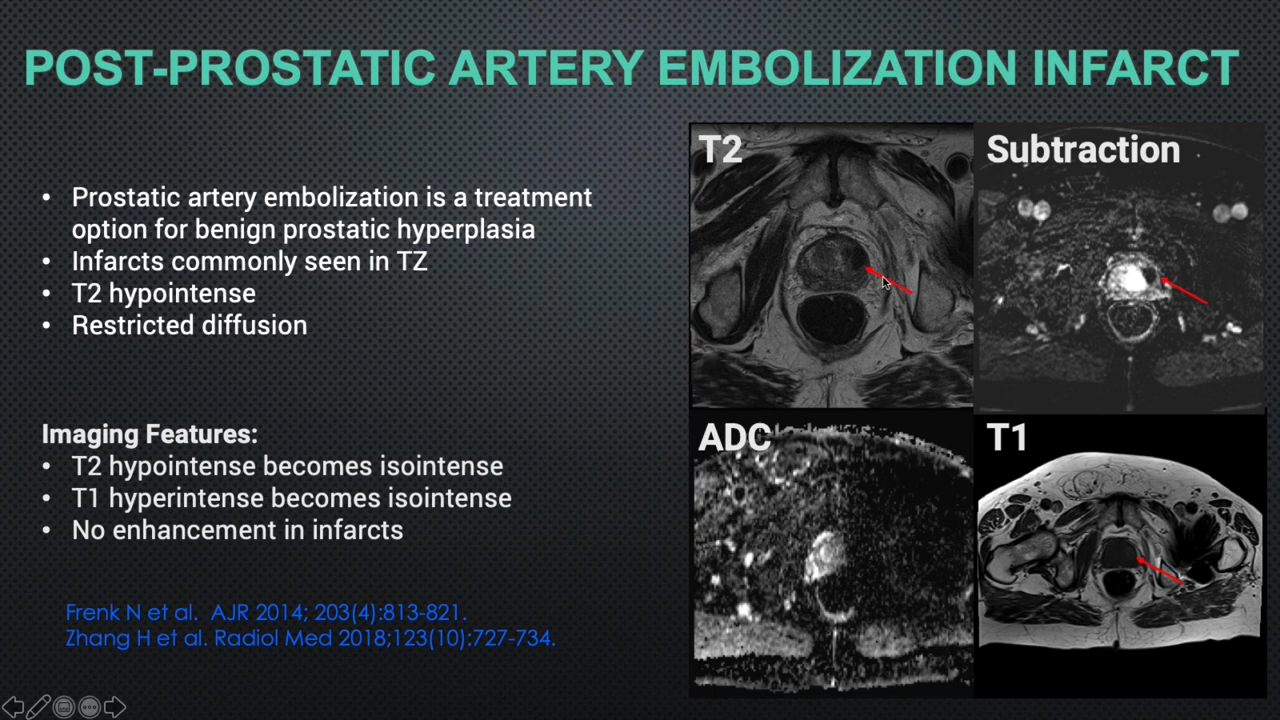 POST-PROSTATIC ARTERY EMBOLIZATION INFARCT
• Prostatic artery embolization is a treatment
option for benign prostatic hyperplasia
• Infarcts commonly seen in TZ
• T2 hypointense
• Restricted diffusion
Imaging Features:
• T2 hypointense becomes isointense
• T1 hyperintense becomes isointense
• No enhancement in infarcts
Frenk N et al.  AJR 2014; 203(4):813-821.
Zhang H et al. Radiol Med 2018;123(10):727-734.
T2
Subtraction
ADC
T1